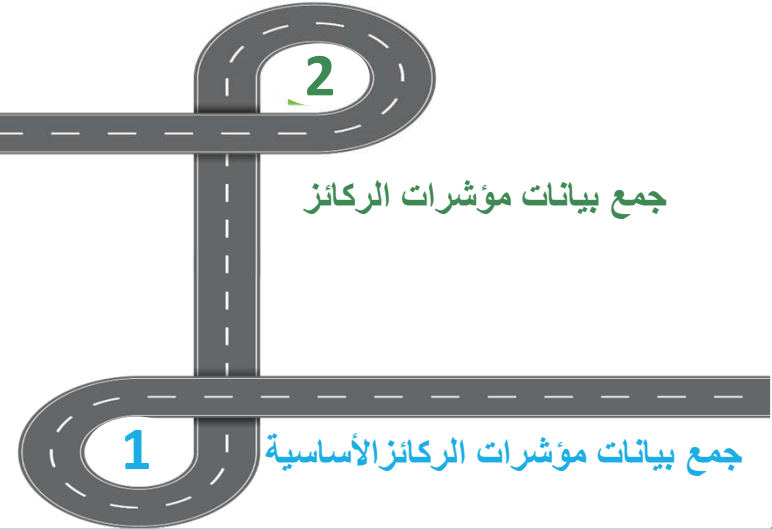 2
جمع بيانات مؤشرات الركائز
1
جمع بيانات مؤشرات الركائزالأساسية